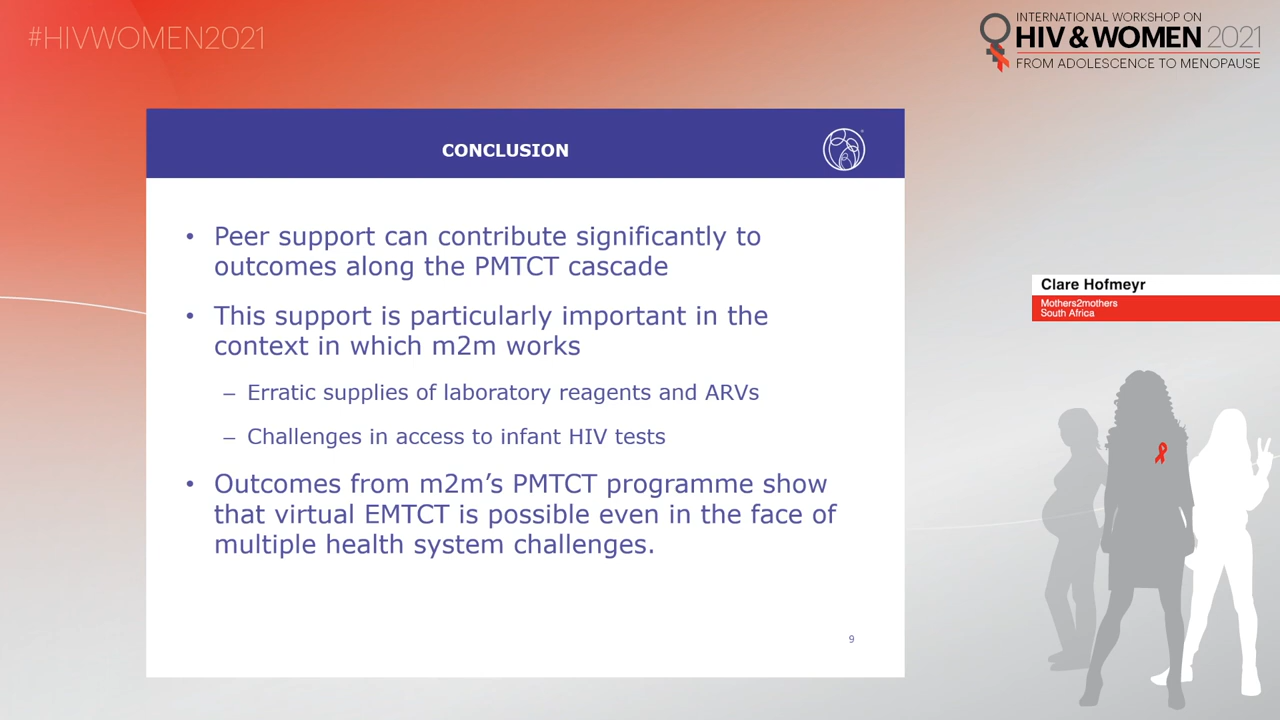 #HIVWOMEN2021
INTERNATIONAL WORKSHOP ON
HIV & WOMEN 2021
FROM ADOLESCENCE TO MENOPAUSE
CONCLUSION
• Peer support can contribute significantly to
outcomes along the PMTCT cascade
• This support is particularly important in the
context in which m2m works
– Erratic supplies of laboratory reagents and ARVs
– Challenges in access to infant HIV tests
• Outcomes from m2m’s PMTCT programme show
that virtual EMTCT is possible even in the face of
multiple health system challenges.
9
Clare Hofmeyr
Mothers2mothers
South Africa